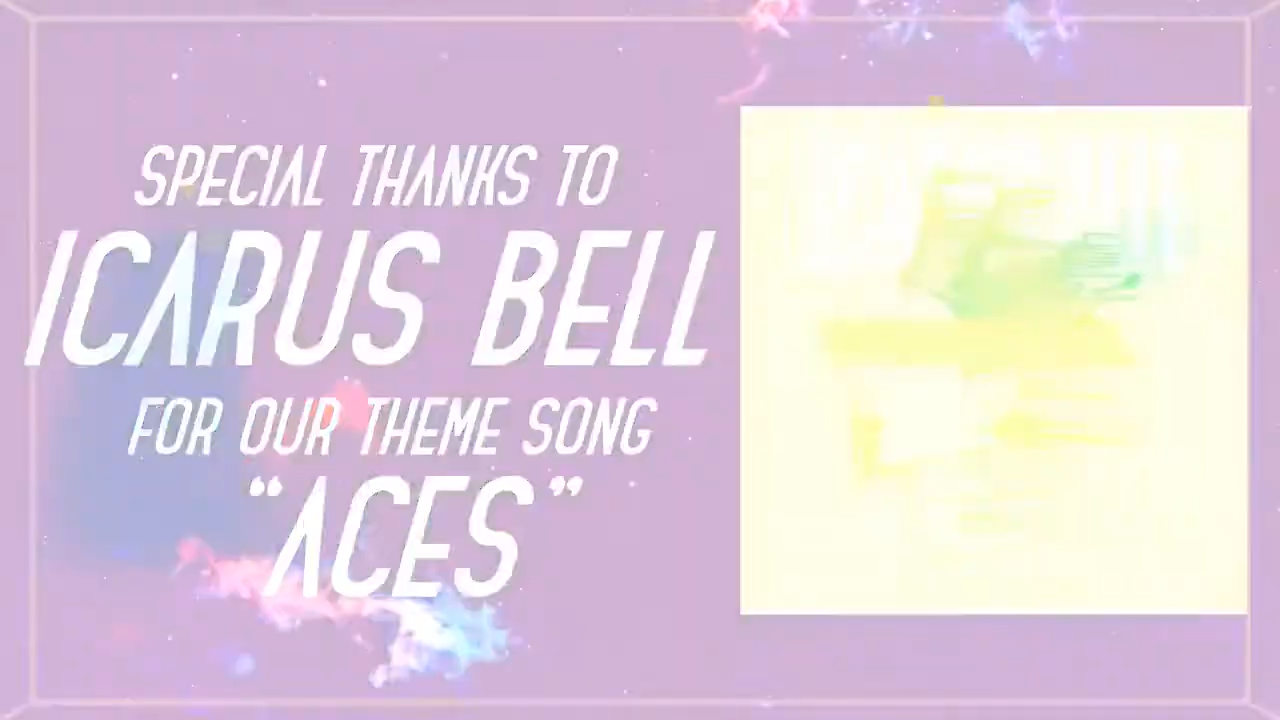 SPECIAL THANKS TO
ICARUS BELL
FOR OUR THEME SONG
“ACES”